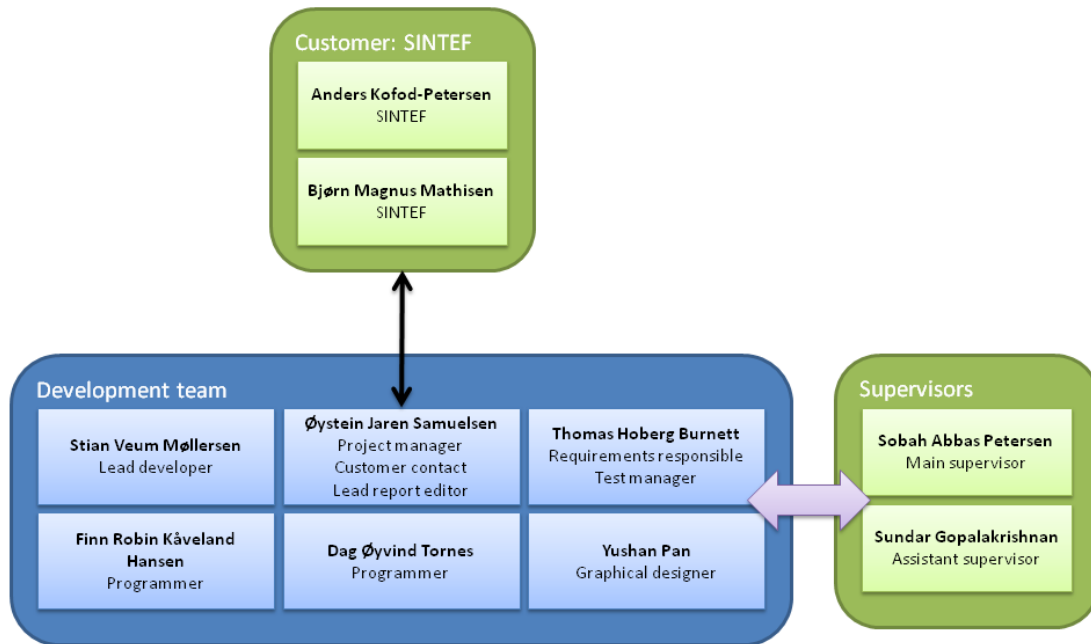 Customer: SINTEF
Anders Kofod-Petersen
SINTEF
Bjørn Magnus Mathisen
SINTEF
Development team
Stian Veum Møllersen
Lead developer
Øystein Jaren Samuelsen
Project manager
Customer contact
Lead report editor
Thomas Hoberg Burnett
Requirements responsible
Test manager
Finn Robin Kåveland
Hansen
Programmer
Dag Øyvind Tornes
Programmer
Yushan Pan
Graphical designer
Supervisors
Sobah Abbas Petersen
Main supervisor
Sundar Gopalakrishnan
Assistant supervisor